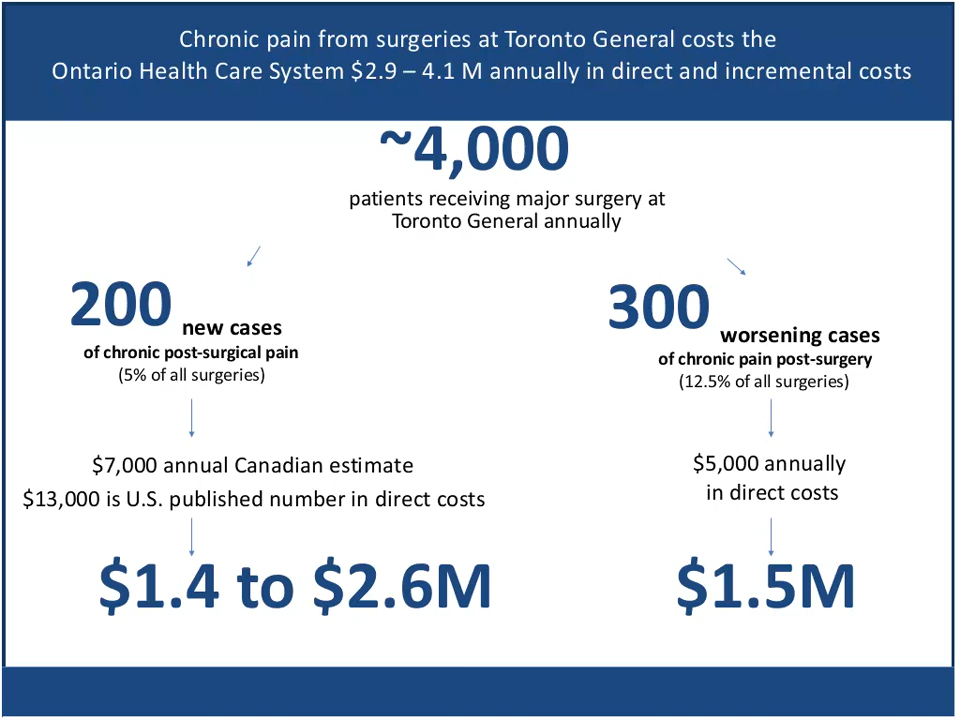 Chronic pain from surgeries at Toronto General costs the
Ontario Health Care System $2.9 – 4.1 M annually in direct and incremental costs
~4,000
patients receiving major surgery at
Toronto General annually
200 new cases
of chronic post-surgical pain
(5% of all surgeries)
$7,000 annual Canadian estimate
$13,000 is U.S. published number in direct costs
$1.4 to $2.6M
300 worsening cases
of chronic pain post-surgery
(12.5% of all surgeries)
$5,000 annually
in direct costs
$1.5M